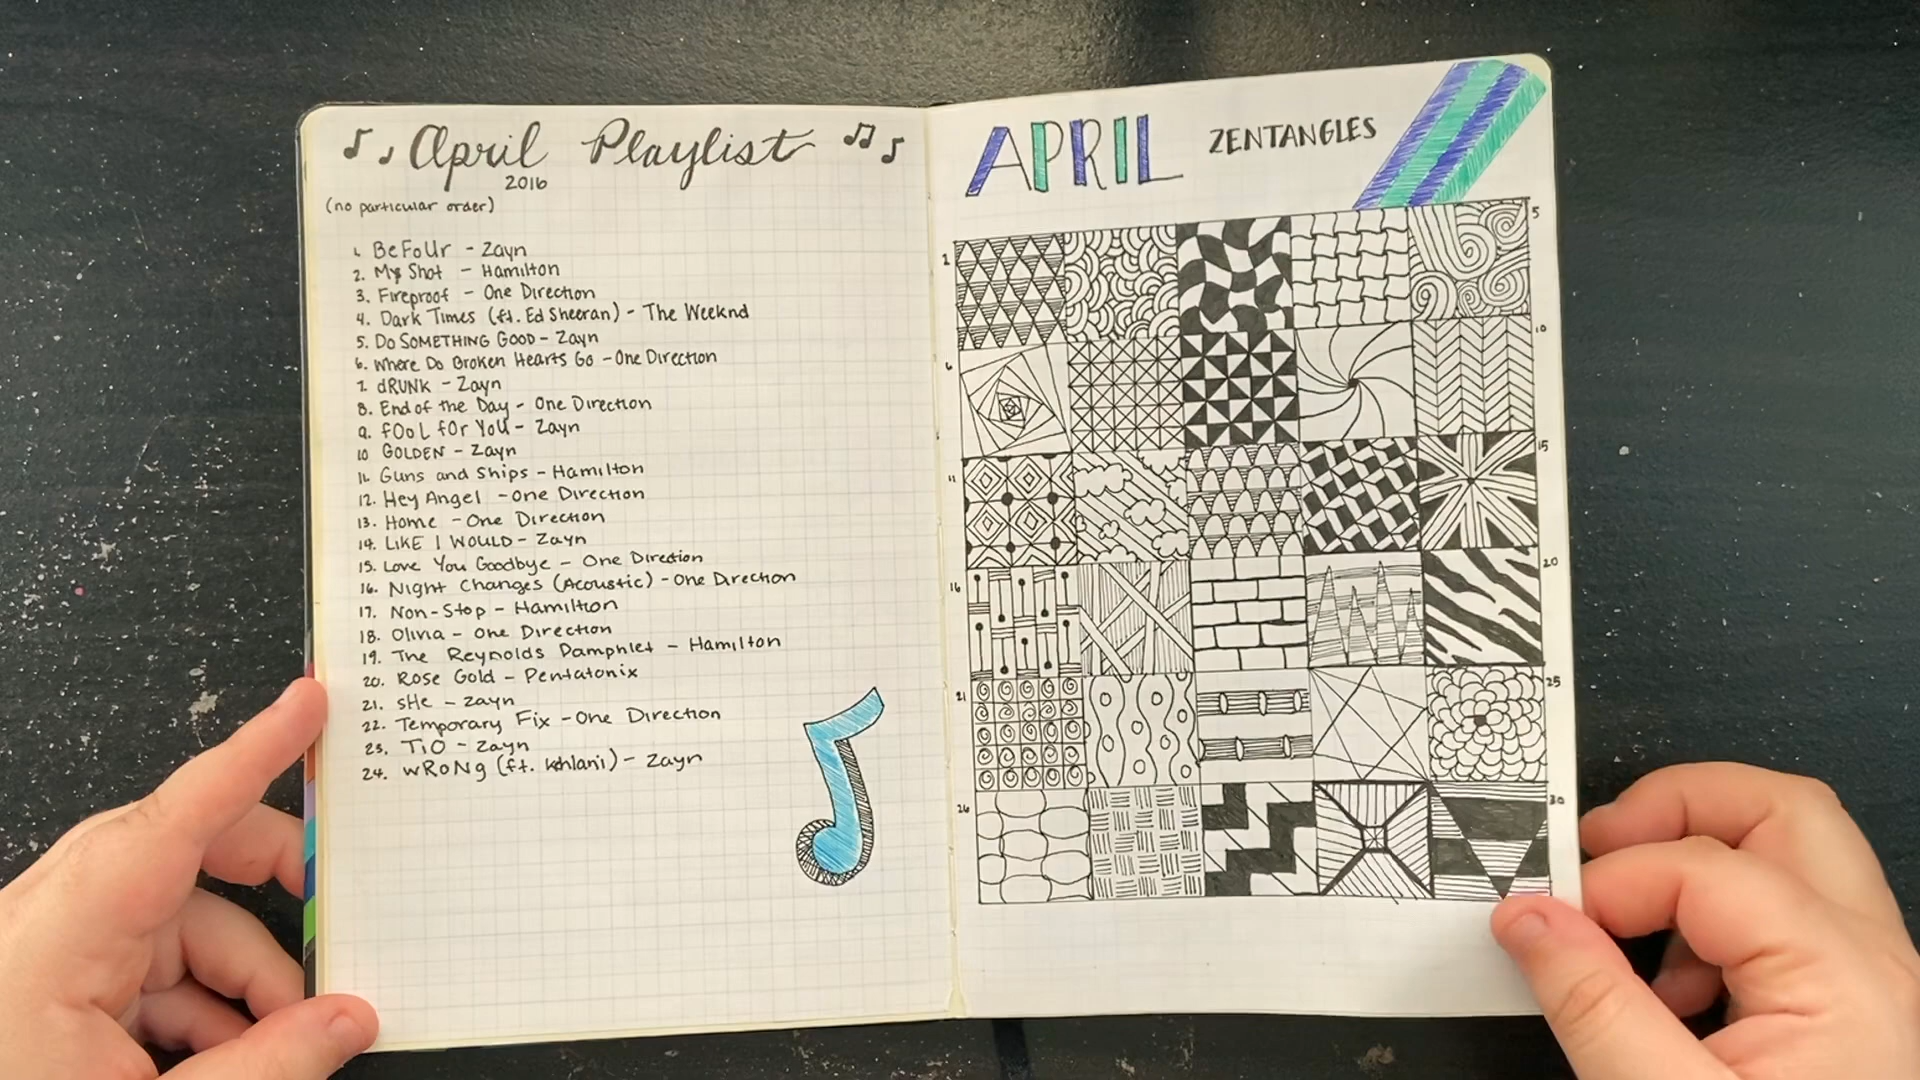 April Playlist
2016
(no particular order)
1. BeFoUr - Zayn
2. My Shot - Hamilton
3. Fireproof - One Direction
4. Dark Times (ft. Ed Sheeran) - The Weeknd
5. Do SOMETHING GOOD - Zayn
6. Where Do Broken Hearts Go - One Direction
7. dRUNK - Zayn
8. End of the Day - One Direction
9. fOOL fOr YoU - Zayn
10 GOLDEN - Zayn
11. Guns and Ships - Hamilton
12. Hey Angel - One Direction
13. Home - One Direction
14. LIKE I WOULD - Zayn
15. Love You Goodbye - One Direction
16. Night Changes (Acoustic) - One Direction
17. Non-Stop - Hamilton
18. Olivia - One Direction
19. The Reynolds Pamphlet - Hamilton
20. Rose Gold - Pentatonix
21. sHe - Zayn
22. Temporary Fix - One Direction
23. TiO - Zayn
24. wRoNg (ft. Kehlani) - Zayn
APRIL ZENTANGLES
1 5
6 10
11 15
16 20
21 25
26 30